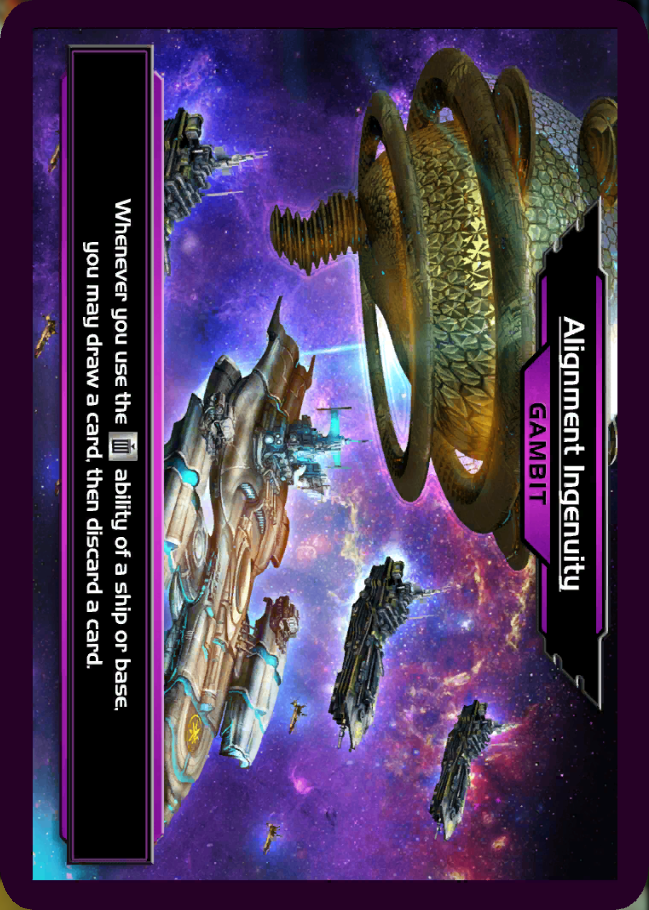 Alignment Ingenuity
GAMBIT
Whenever you use the ability of a ship or base,
you may draw a card, then discard a card.